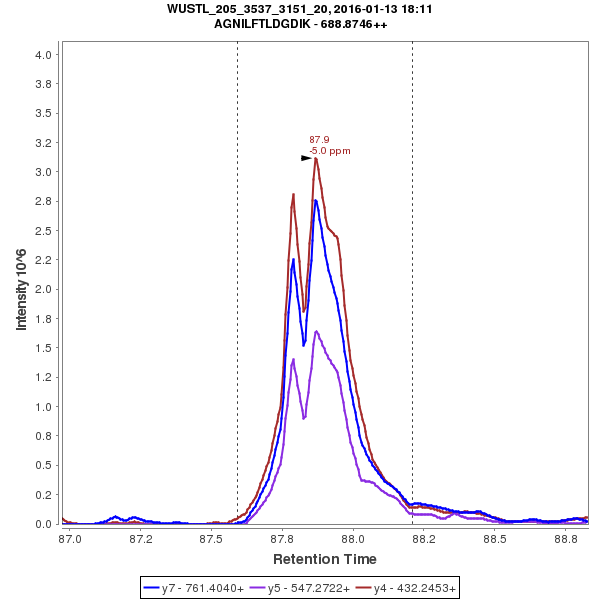 WUSTL_205_3537_3151_20, 2016-01-13 18:11
AGNILFTLDGDIK - 688.8746++
4.0
3.8
3.5
3.2
3.0
2.8
2.5
2.2
2.0
1.8
1.5
1.2
1.0
0.8
0.5
0.2
0.0
Intensity 10^6
87.9
-5.0 ppm
87.0 87.2 87.5 87.8 88.0 88.2 88.5 88.8
Retention Time
y7 - 761.4040+ y5 - 547.2722+ y4 - 432.2453+